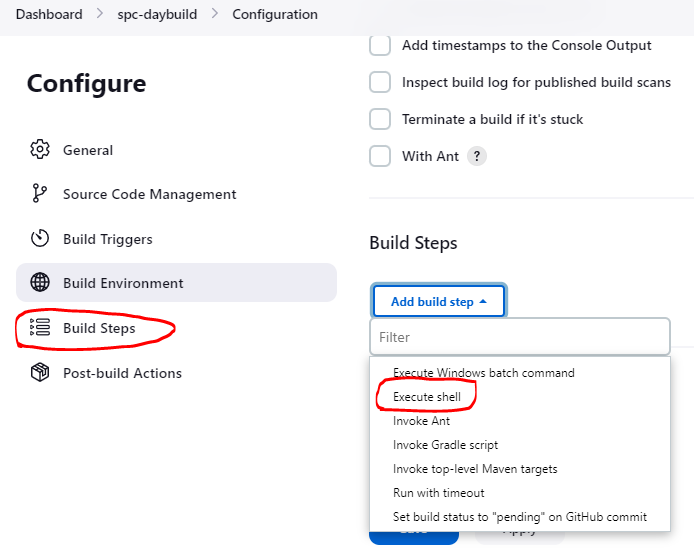 Dashboard > spc-daybuild > Configuration
Configure
General
Source Code Management
Build Triggers
Build Environment
Build Steps
Post-build Actions
Add timestamps to the Console Output
Inspect build log for published build scans
Terminate a build if it's stuck
With Ant ?
Build Steps
Add build step
Filter
Execute Windows batch command
Execute shell
Invoke Ant
Invoke Gradle script
Invoke top-level Maven targets
Run with timeout
Set build status to "pending" on GitHub commit
Save Apply